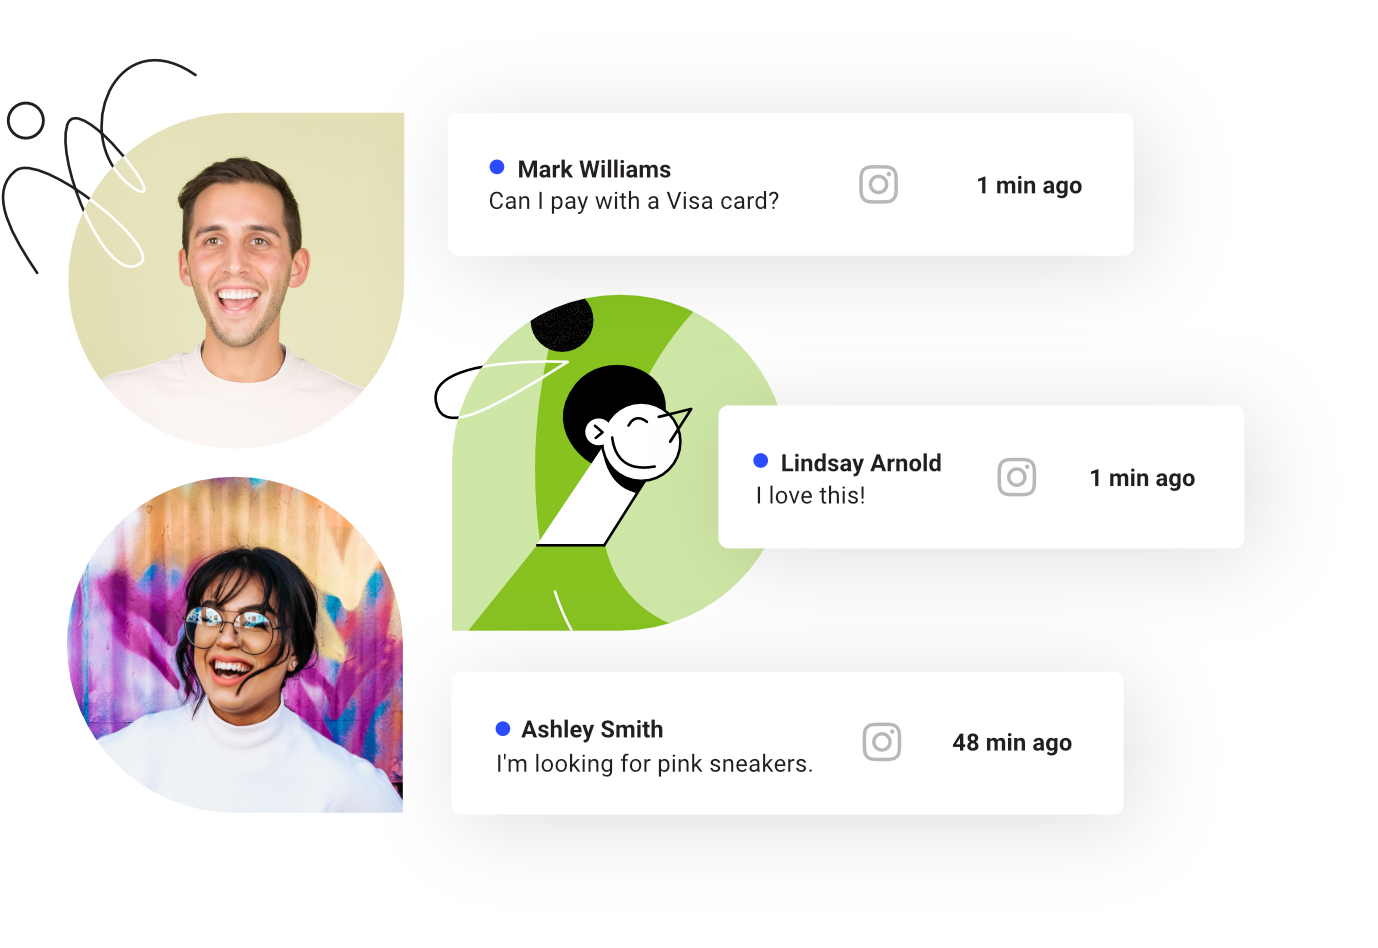 Mark Williams
Can I pay with a Visa card?
1 min ago
Lindsay Arnold
I love this!
1 min ago
Ashley Smith
I'm looking for pink sneakers.
48 min ago